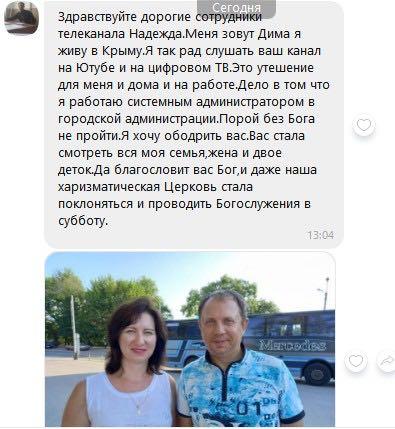 Сегодня
Здравствуйте дорогие сотрудники
телеканала Надежда.Меня зовут Дима я
живу в Крыму.Я так рад слушать ваш канал
на Ютубе и на цифровом ТВ.Это утешение
для меня и дома и на работе.Дело в том что
я работаю системным администратором в
городской администрации.Порой без Бога
не пройти.Я хочу ободрить вас.Вас стала
смотреть вся моя семья,жена и двое
деток.Да благословит вас Бог,и даже наша
харизматическая Церковь стала
поклоняться и проводить Богослужения в
субботу.
13:04
Mercedes
01